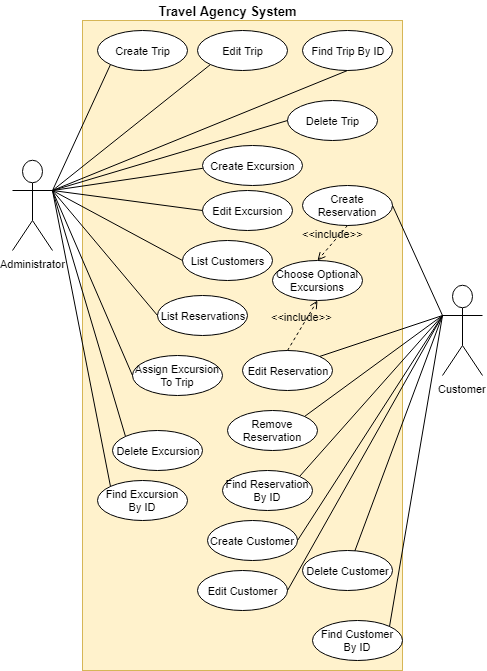 Travel Agency System
Create Trip
Edit Trip
Find Trip By ID
Delete Trip
Create Excursion
Edit Excursion
Create
Reservation
<<include>>
Administrator
List Customers
Choose Optional
Excursions
List Reservations
<<include>>
Assign Excursion
To Trip
Edit Reservation
Customer
Remove
Reservation
Delete Excursion
Find Excursion
By ID
Find Reservation
By ID
Create Customer
Delete Customer
Edit Customer
Find Customer
By ID